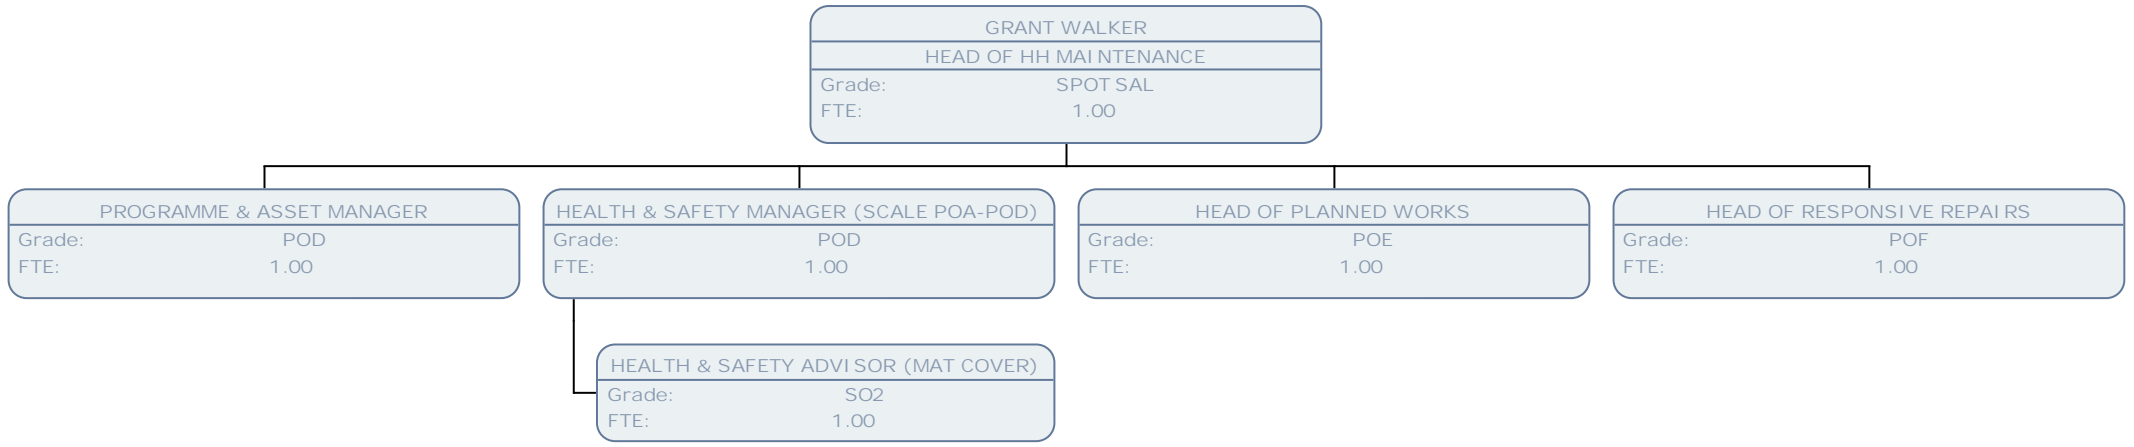 GRANT WALKER
HEAD OF HH MAINTENANCE
Grade: SPOT SAL
FTE: 1.00
PROGRAMME & ASSET MANAGER
Grade: POD
FTE: 1.00
HEALTH & SAFETY MANAGER (SCALE POA-POD)
Grade: POD
FTE: 1.00
HEAD OF PLANNED WORKS
Grade: POE
FTE: 1.00
HEAD OF RESPONSIVE REPAIRS
Grade: POF
FTE: 1.00
HEALTH & SAFETY ADVISOR (MAT COVER)
Grade: SO2
FTE: 1.00